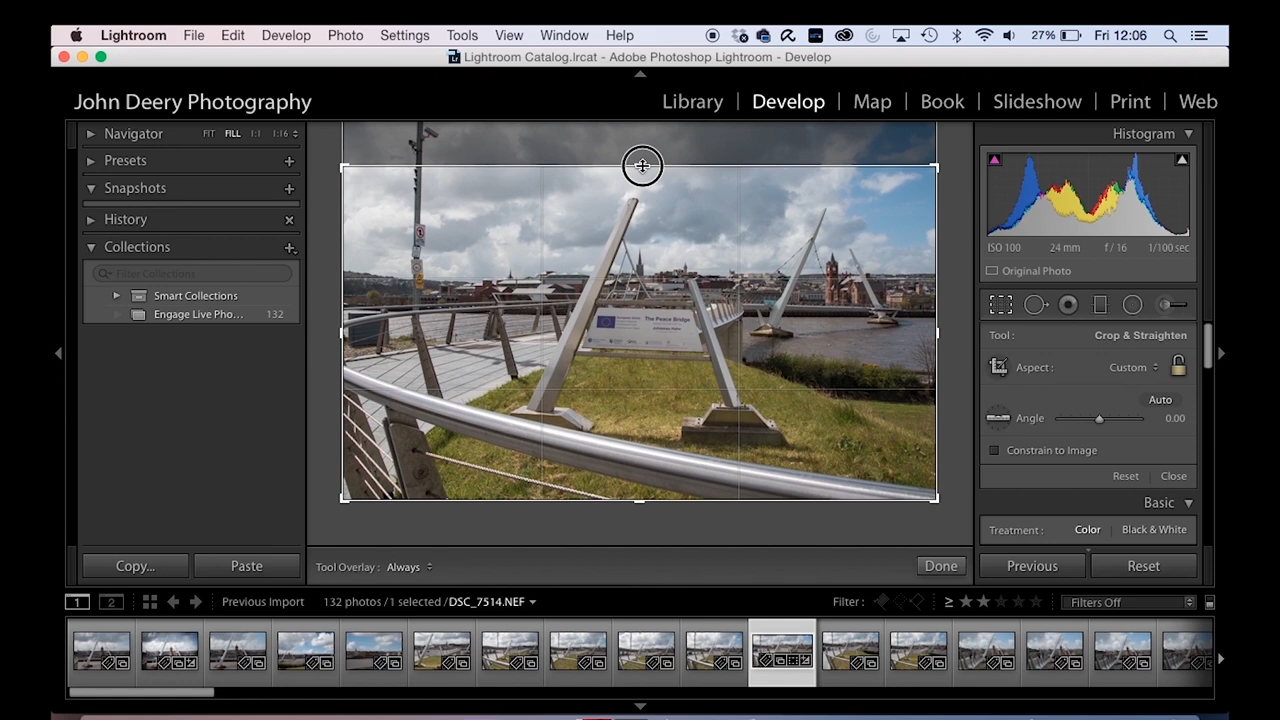 Lightroom File Edit Develop Photo Settings Tools View Window Help 27% Fri 12:06
Lightroom Catalog.lrcat - Adobe Photoshop Lightroom - Develop
John Deery Photography
Library | Develop | Map | Book | Slideshow | Print | Web
Navigator FIT FILL 1:1 1:16
Presets
Snapshots
History
Collections
Filter Collections
Smart Collections
Engage Live Pho... 132
Copy... Paste
The Peace Bridge
Tool Overlay : Always Done
Histogram
ISO 100 24 mm f / 16 1/100 sec
Original Photo
Tool : Crop & Straighten
Aspect : Custom
Auto
Angle 0.00
Constrain to Image
Reset Close
Basic
Treatment : Color Black & White
Previous Reset
1 2 Previous Import 132 photos / 1 selected / DSC_7514.NEF Filter : ≥ Filters Off